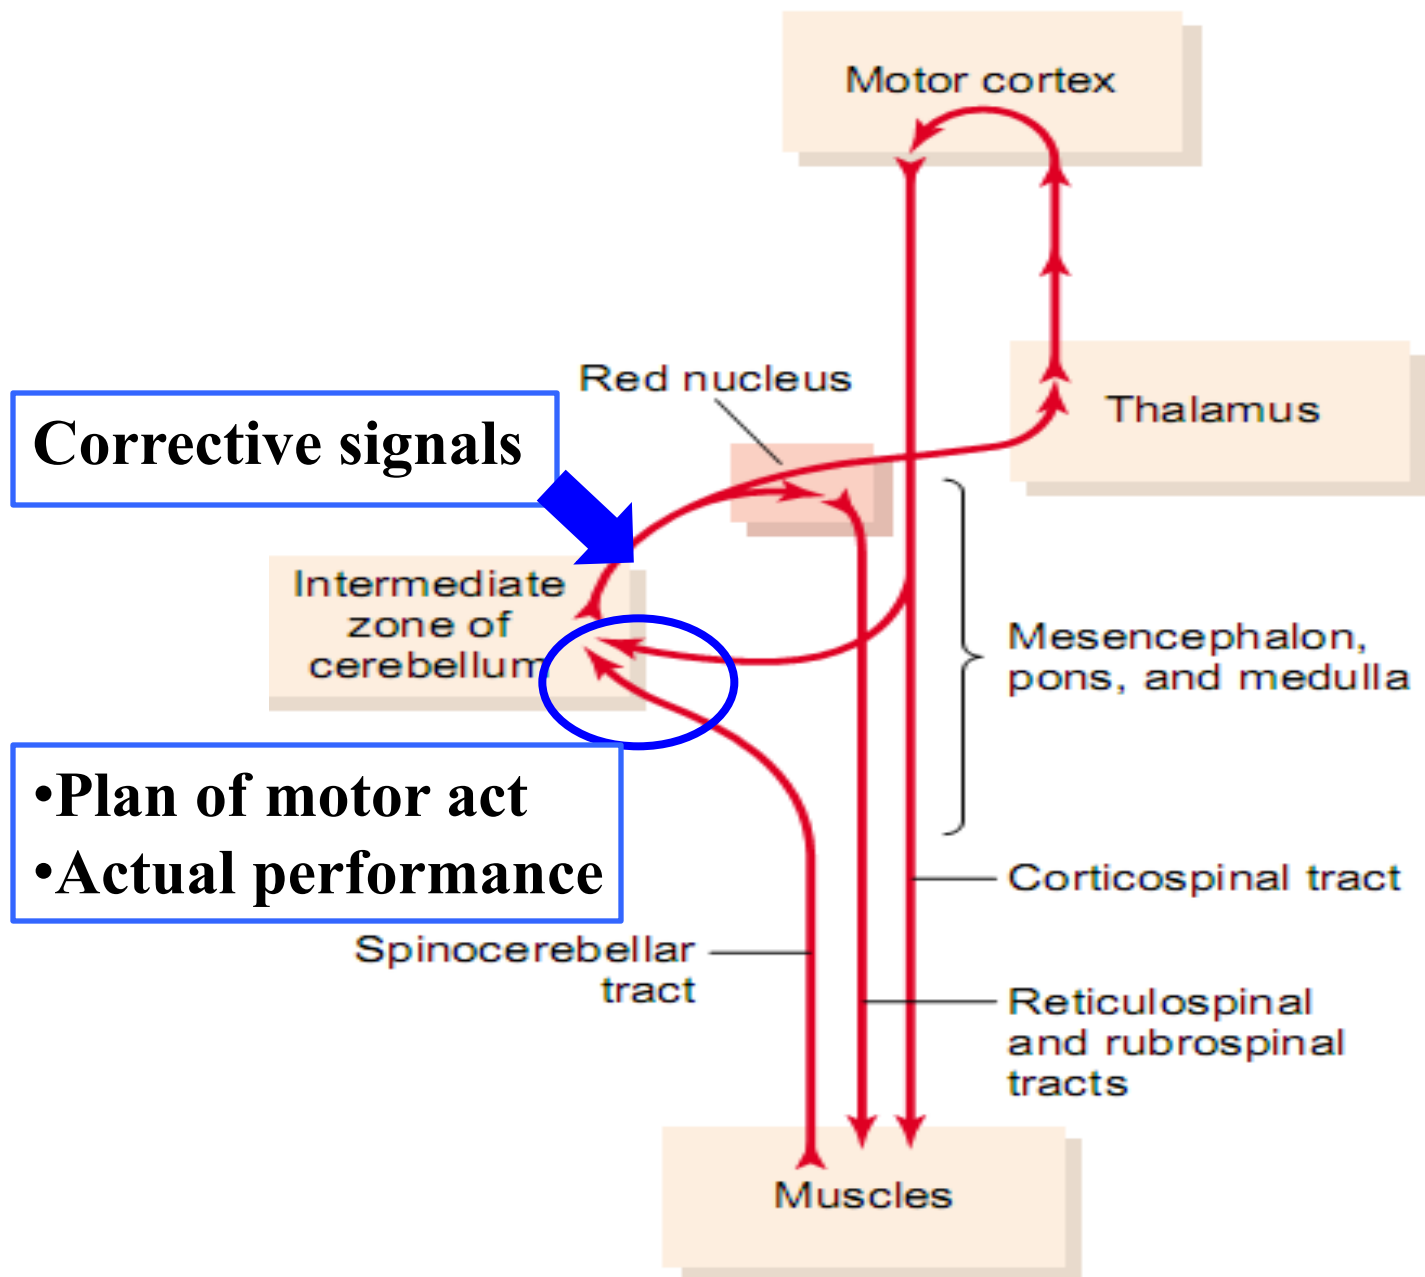 Motor cortex
Red nucleus
Thalamus
Corrective signals
Intermediate
zone of
cerebellum
Mesencephalon,
pons, and medulla
•Plan of motor act
•Actual performance
Corticospinal tract
Spinocerebellar
tract
Reticulospinal
and rubrospinal
tracts
Muscles